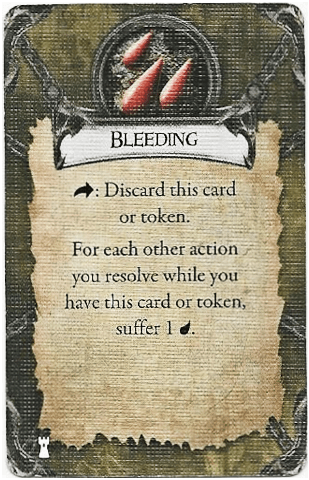 BLEEDING
: Discard this card
or token.
For each other action
you resolve while you
have this card or token,
suffer 1 .